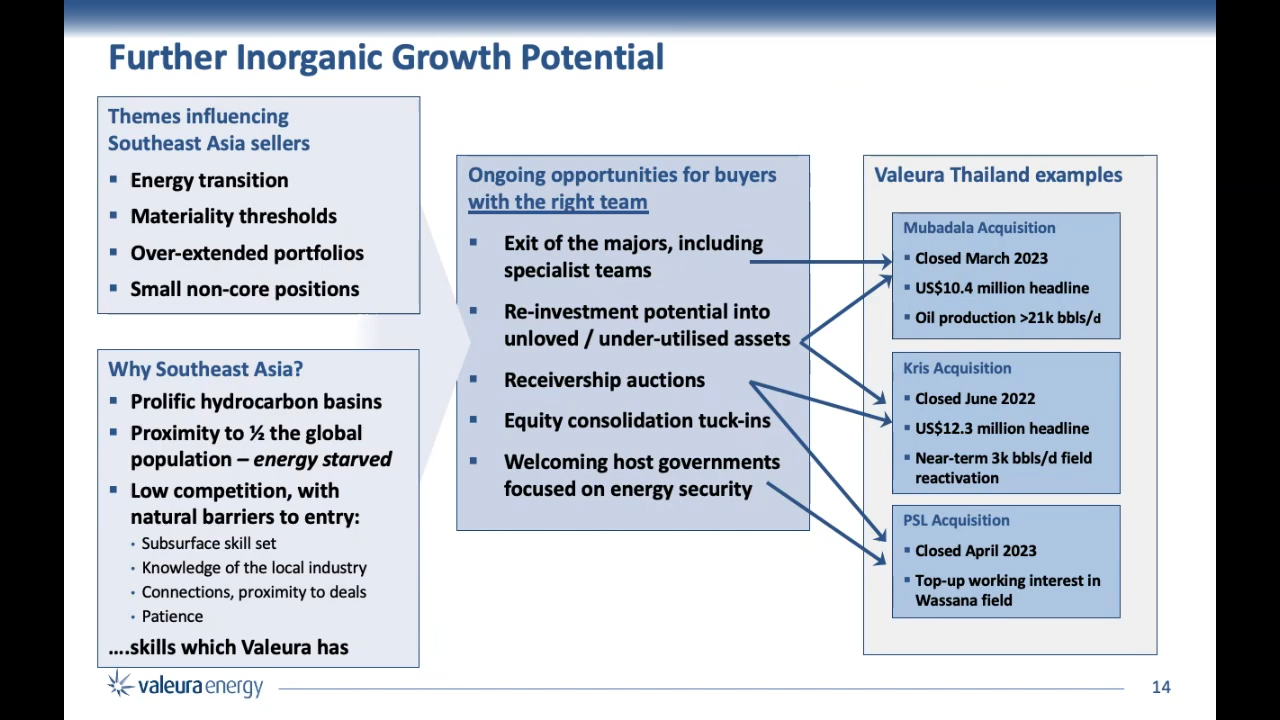 Further Inorganic Growth Potential
Themes influencing
Southeast Asia sellers
▪ Energy transition
▪ Materiality thresholds
▪ Over-extended portfolios
▪ Small non-core positions
Why Southeast Asia?
▪ Prolific hydrocarbon basins
▪ Proximity to ½ the global
population – energy starved
▪ Low competition, with
natural barriers to entry:
• Subsurface skill set
• Knowledge of the local industry
• Connections, proximity to deals
• Patience
....skills which Valeura has
Ongoing opportunities for buyers
with the right team
▪ Exit of the majors, including
specialist teams
▪ Re-investment potential into
unloved / under-utilised assets
▪ Receivership auctions
▪ Equity consolidation tuck-ins
▪ Welcoming host governments
focused on energy security
Valeura Thailand examples
Mubadala Acquisition
▪ Closed March 2023
▪ US$10.4 million headline
▪ Oil production >21k bbls/d
Kris Acquisition
▪ Closed June 2022
▪ US$12.3 million headline
▪ Near-term 3k bbls/d field
reactivation
PSL Acquisition
▪ Closed April 2023
▪ Top-up working interest in
Wassana field
valeura energy
14